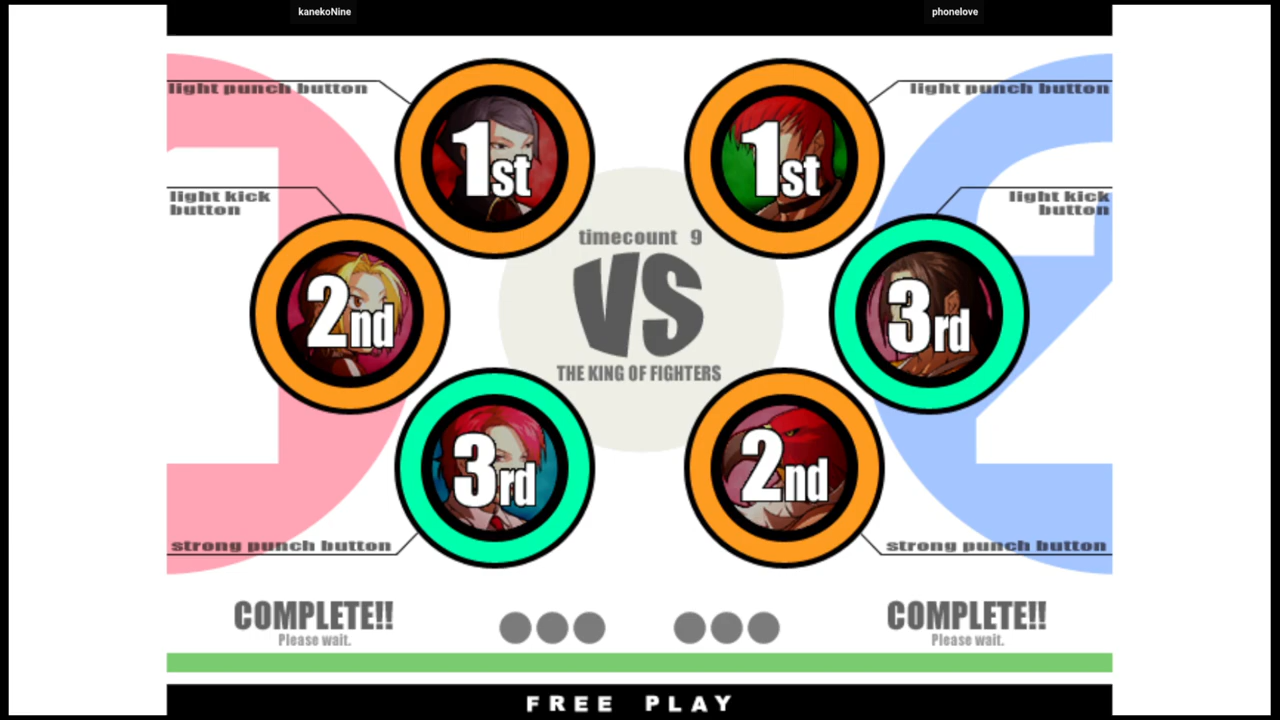 kanekoNine
phonelove
light punch button
light punch button
1st
1st
light kick
button
light kick
button
timecount 9
VS
THE KING OF FIGHTERS
2nd
3rd
3rd
2nd
strong punch button
strong punch button
COMPLETE!!
Please wait.
COMPLETE!!
Please wait.
FREE PLAY